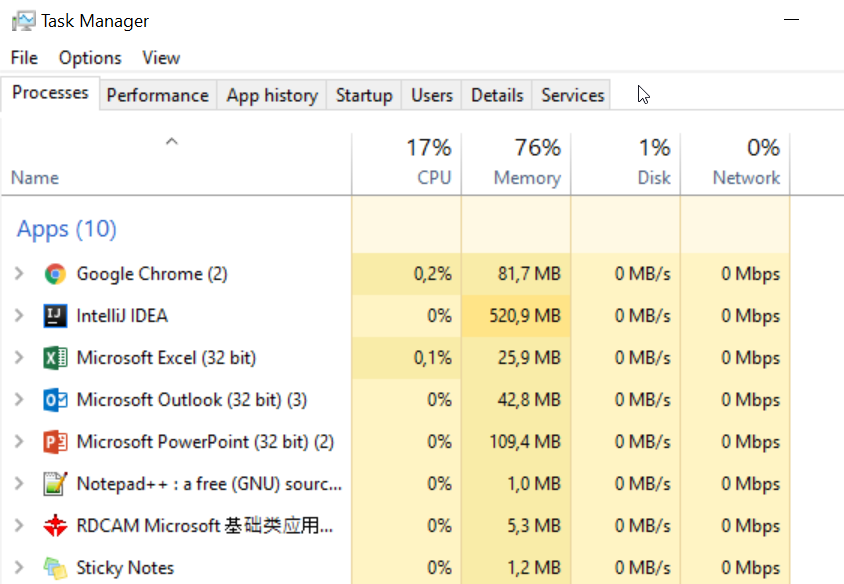 Task Manager
File Options View
Processes Performance App history Startup Users Details Services
17% 76% 1% 0%
Name CPU Memory Disk Network
Apps (10)
Google Chrome (2) 0,2% 81,7 MB 0 MB/s 0 Mbps
IntelliJ IDEA 0% 520,9 MB 0 MB/s 0 Mbps
Microsoft Excel (32 bit) 0,1% 25,9 MB 0 MB/s 0 Mbps
Microsoft Outlook (32 bit) (3) 0% 42,8 MB 0 MB/s 0 Mbps
Microsoft PowerPoint (32 bit) (2) 0% 109,4 MB 0 MB/s 0 Mbps
Notepad++ : a free (GNU) sourc... 0% 1,0 MB 0 MB/s 0 Mbps
RDCAM Microsoft 基础类应用... 0% 5,3 MB 0 MB/s 0 Mbps
Sticky Notes 0% 1,2 MB 0 MB/s 0 Mbps